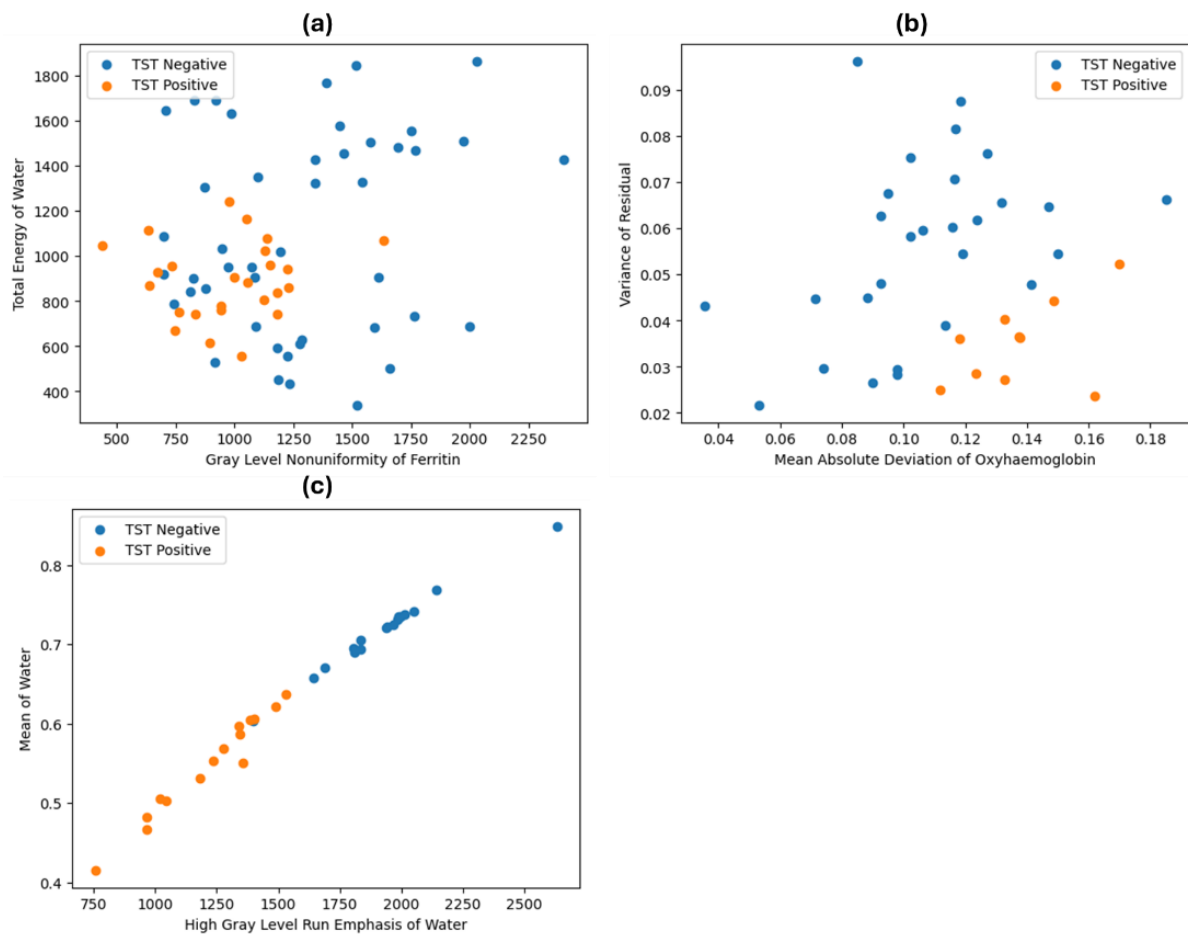 (a)
TST Negative
TST Positive
1800
1600
1400
1200
1000
800
600
400
Total Energy of Water
500 750 1000 1250 1500 1750 2000 2250
Gray Level Nonuniformity of Ferritin
(b)
TST Negative
TST Positive
0.09
0.08
0.07
0.06
0.05
0.04
0.03
0.02
Variance of Residual
0.04 0.06 0.08 0.10 0.12 0.14 0.16 0.18
Mean Absolute Deviation of Oxyhaemoglobin
(c)
TST Negative
TST Positive
0.8
0.7
0.6
0.5
0.4
Mean of Water
750 1000 1250 1500 1750 2000 2250 2500
High Gray Level Run Emphasis of Water